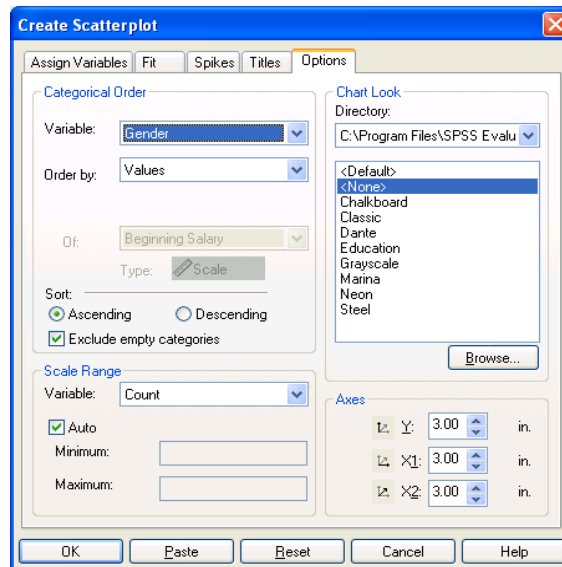 Create Scatterplot
Assign Variables Fit Spikes Titles Options
Categorical Order
Variable: Gender
Order by: Values
Of: Beginning Salary
Type: Scale
Sort:
Ascending Descending
Exclude empty categories
Scale Range
Variable: Count
Auto
Minimum:
Maximum:
Chart Look
Directory:
C:\Program Files\SPSS Evalu
<Default>
<None>
Chalkboard
Classic
Dante
Education
Grayscale
Marina
Neon
Steel
Browse...
Axes
Y: 3.00 in.
X1: 3.00 in.
X2: 3.00 in.
OK Paste Reset Cancel Help